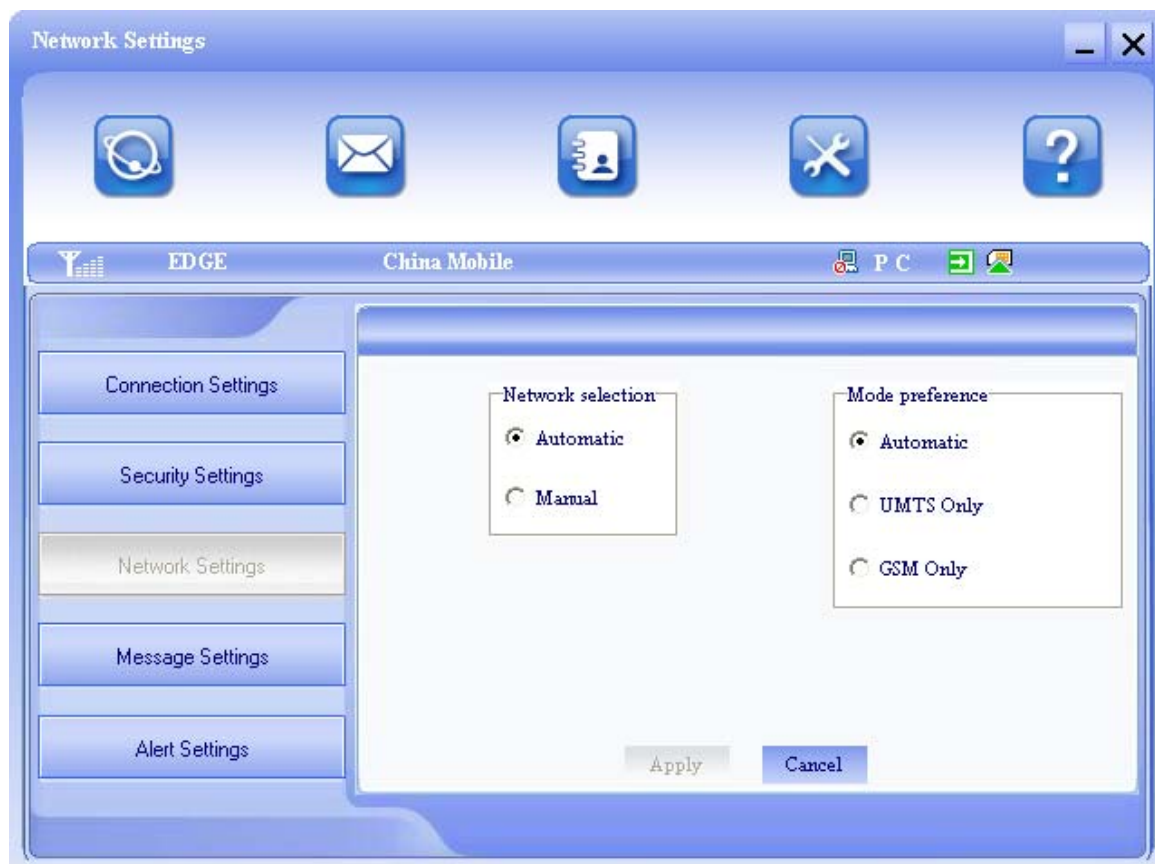 Network Settings
EDGE China Mobile P C
Connection Settings
Security Settings
Network Settings
Message Settings
Alert Settings
Network selection
Automatic
Manual
Mode preference
Automatic
UMTS Only
GSM Only
Apply Cancel